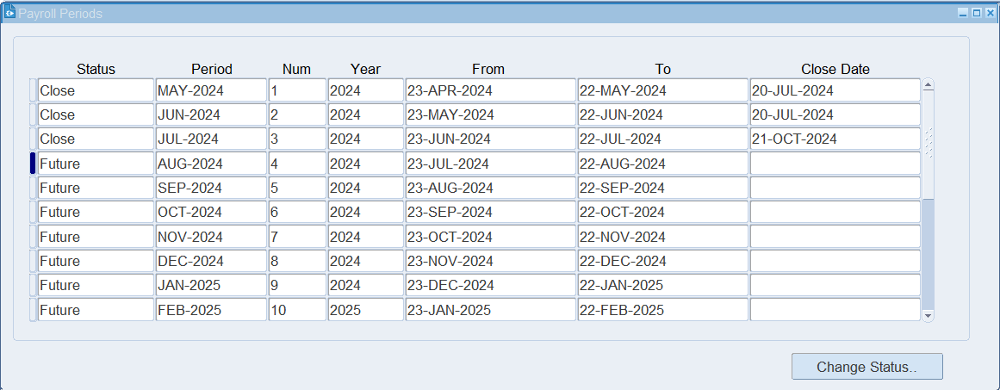 Payroll Periods
Status Period Num Year From To Close Date
Close MAY-2024 1 2024 23-APR-2024 22-MAY-2024 20-JUL-2024
Close JUN-2024 2 2024 23-MAY-2024 22-JUN-2024 20-JUL-2024
Close JUL-2024 3 2024 23-JUN-2024 22-JUL-2024 21-OCT-2024
Future AUG-2024 4 2024 23-JUL-2024 22-AUG-2024
Future SEP-2024 5 2024 23-AUG-2024 22-SEP-2024
Future OCT-2024 6 2024 23-SEP-2024 22-OCT-2024
Future NOV-2024 7 2024 23-OCT-2024 22-NOV-2024
Future DEC-2024 8 2024 23-NOV-2024 22-DEC-2024
Future JAN-2025 9 2024 23-DEC-2024 22-JAN-2025
Future FEB-2025 10 2025 23-JAN-2025 22-FEB-2025
Change Status..